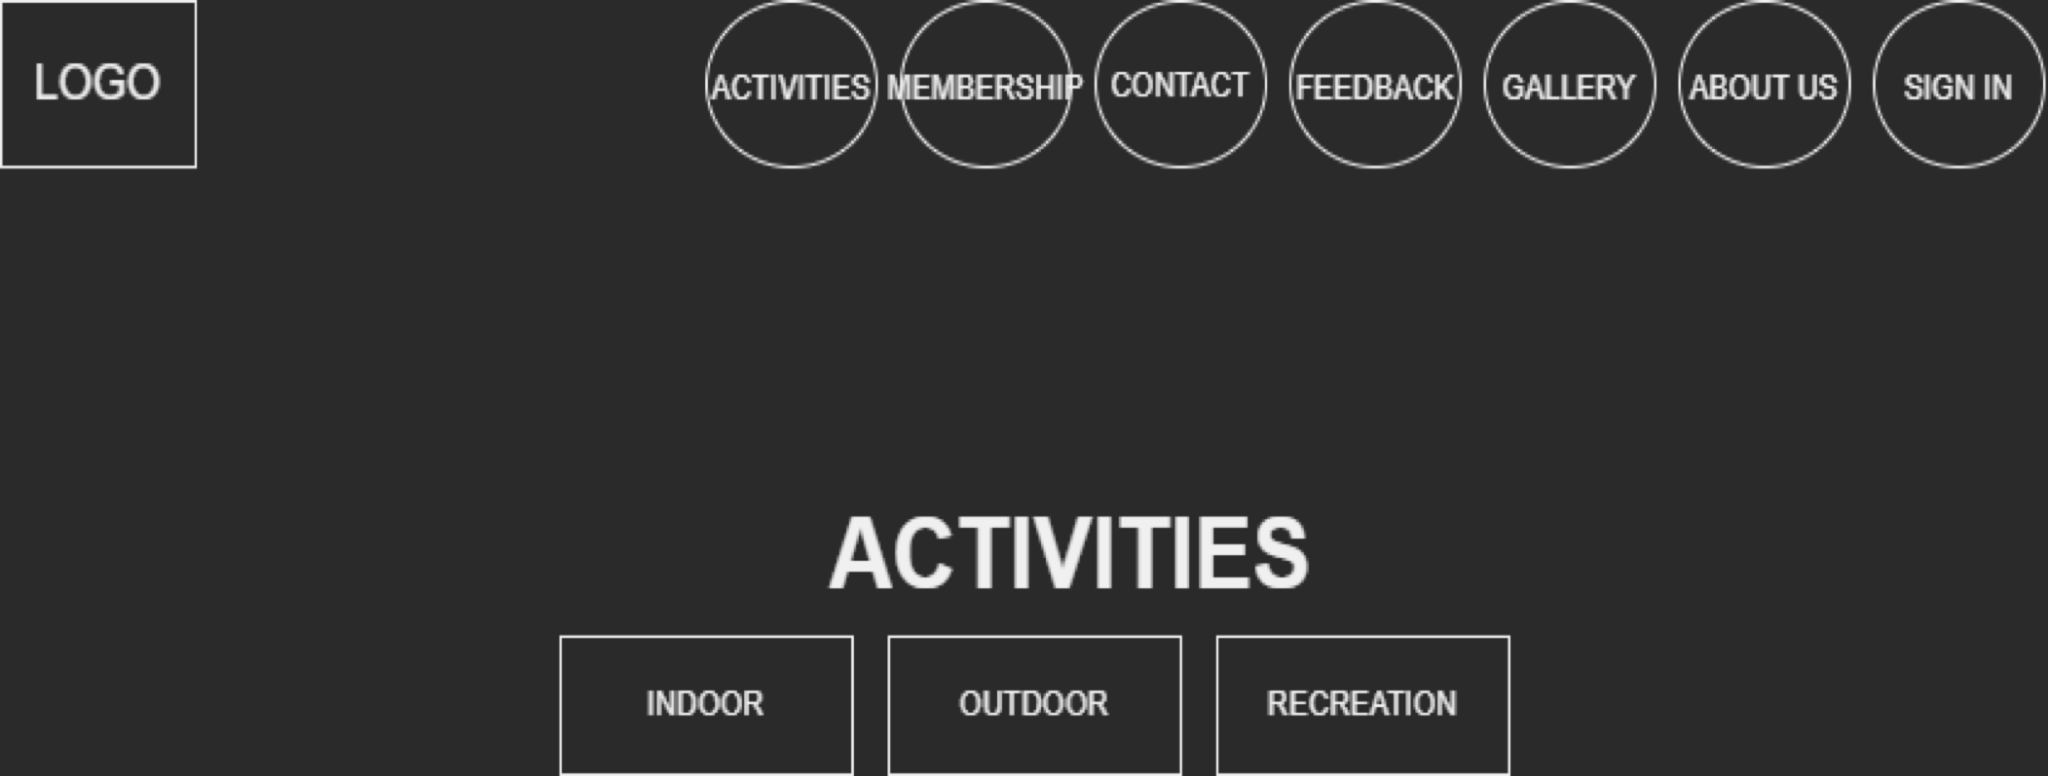 LOGO
ACTIVITIES
MEMBERSHIP
CONTACT
FEEDBACK
GALLERY
ABOUT US
SIGN IN
ACTIVITIES
INDOOR
OUTDOOR
RECREATION